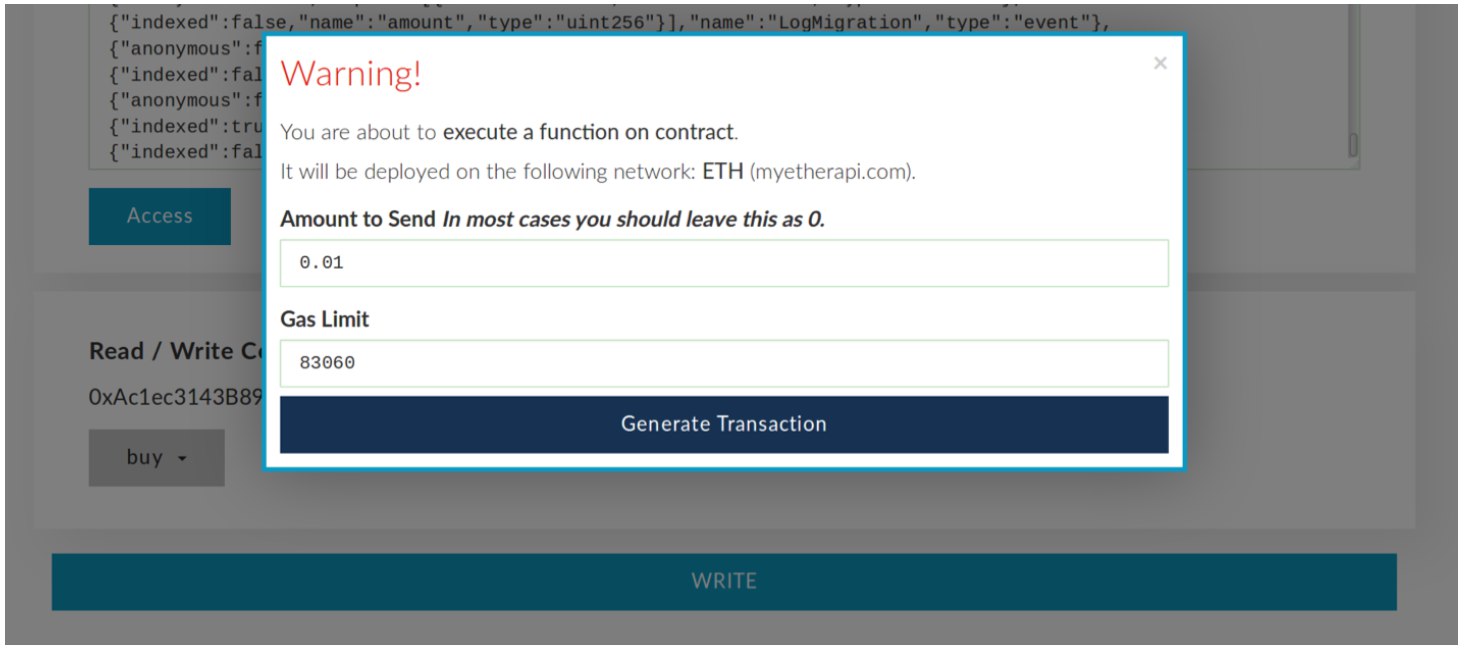 {"indexed":false,"name":"amount","type":"uint256"}],"name":"LogMigration","type":"event"},
{"anonymous":f
{"indexed":fal
{"anonymous":f
{"indexed":tru
{"indexed":fal
Access
Warning!
×
You are about to execute a function on contract.
It will be deployed on the following network: ETH (myetherapi.com).
Amount to Send In most cases you should leave this as 0.
0.01
Gas Limit
83060
Generate Transaction
Read / Write Co
0xAc1ec3143B89
buy
WRITE